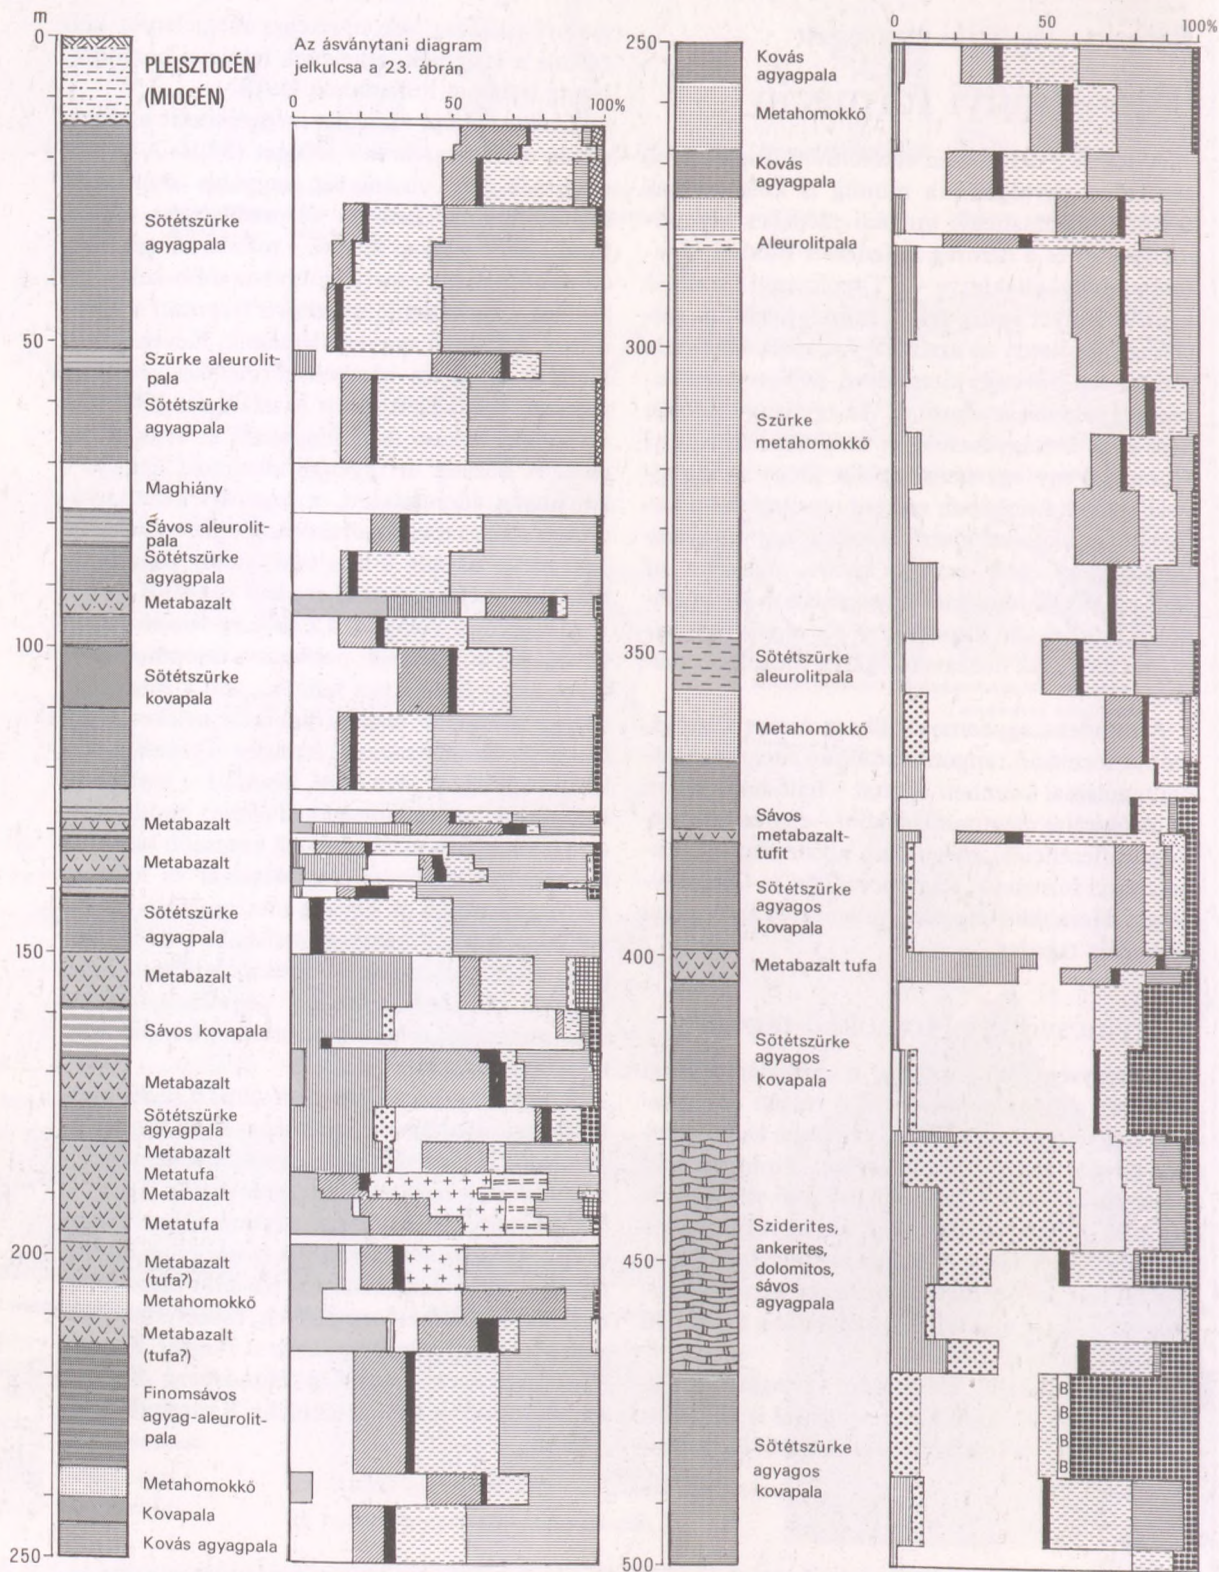 m
0
PLEISTOCÉN
(MIOCÉN)
Az ásványtani diagram
jelkulcsa a 23. ábrán
0 50 100%
Sötétszürke
agyagpala
50
Szürke aleurolit-
pala
Sötétszürke
agyagpala
Maghiány
Sávos aleurolit-
pala
Sötétszürke
agyagpala
Metabazalt
100
Sötétszürke
kovapala
Metabazalt
Metabazalt
Sötétszürke
agyagpala
150
Metabazalt
Sávos kovapala
Metabazalt
Sötétszürke
agyagpala
Metabazalt
Metatufa
Metabazalt
Metatufa
200
Metabazalt
(tufa?)
Metahomokkő
Metabazalt
(tufa?)
Finomsávos
agyag-aleurolit-
pala
Metahomokkő
Kovapala
Kovás agyagpala
250
0 50 100%
250
Kovás
agyagpala
Metahomokkő
Kovás
agyagpala
Aleurolitpala
300
Szürke
metahomokkő
350
Sötétszürke
aleurolitpala
Metahomokkő
Sávos
metabazalt-
tufit
Sötétszürke
agyagos
kovapala
400
Metabazalt tufa
Sötétszürke
agyagos
kovapala
Sziderites,
ankerites,
dolomitos,
sávos
agyagpala
450
B
B
B
B
Sötétszürke
agyagos
kovapala
500